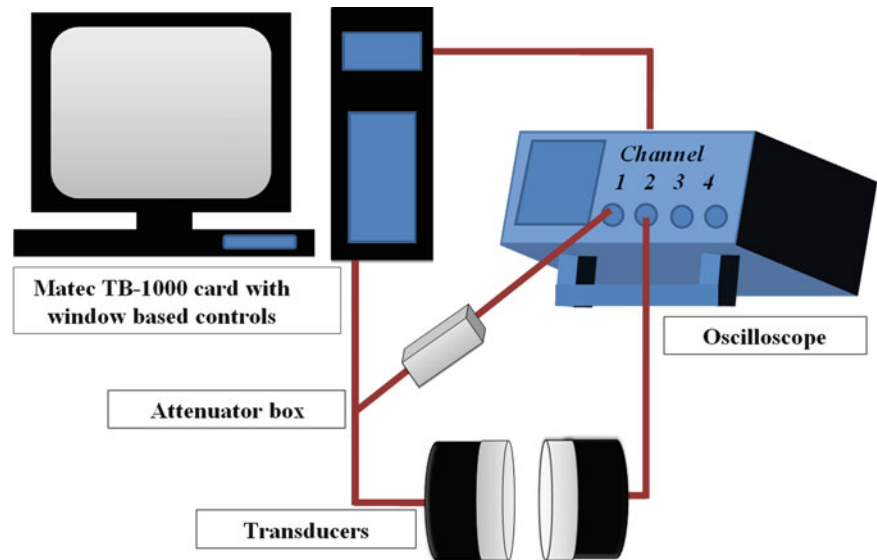 Channel
1 2 3 4
Matec TB-1000 card with
window based controls
Oscilloscope
Attenuator box
Transducers